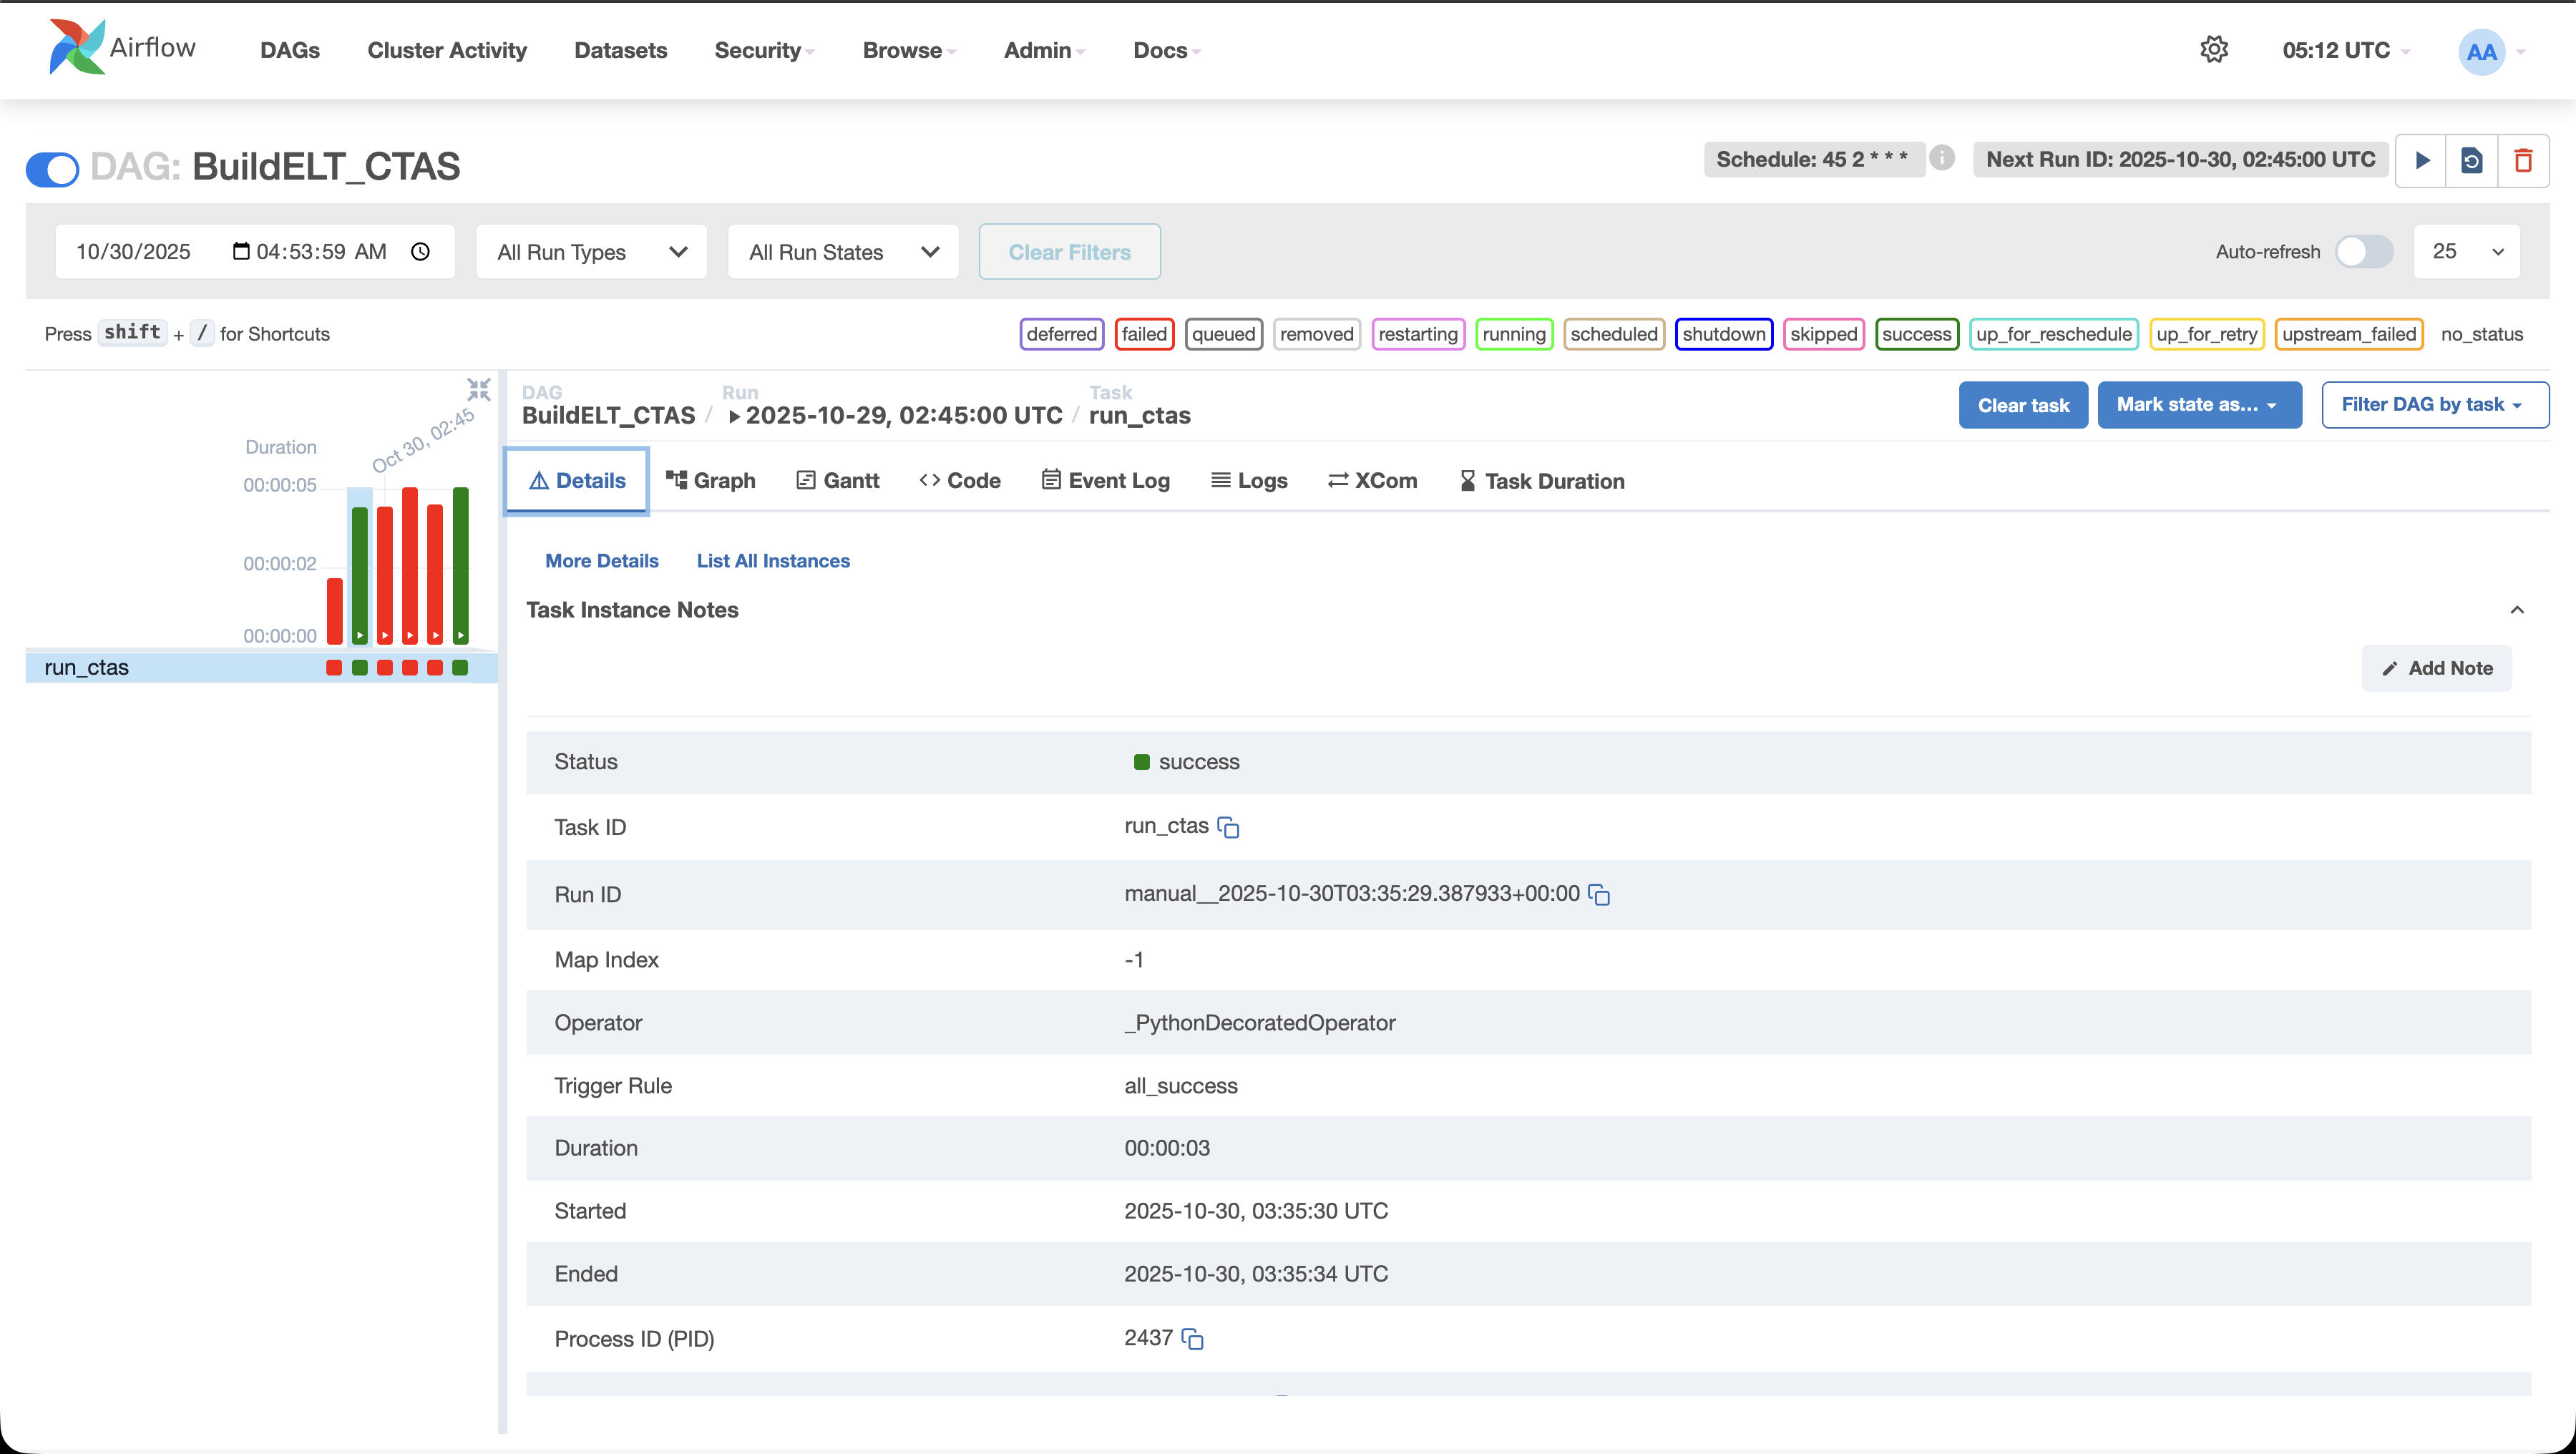 Airflow DAGs Cluster Activity Datasets Security Browse Admin Docs 05:12 UTC AA
DAG: BuildELT_CTAS Schedule: 45 2 * * * i Next Run ID: 2025-10-30, 02:45:00 UTC
10/30/2025 04:53:59 AM All Run Types All Run States Clear Filters Auto-refresh 25
Press shift + / for Shortcuts deferred failed queued removed restarting running scheduled shutdown skipped success up_for_reschedule up_for_retry upstream_failed no_status
Duration
Oct 30, 02:45
00:00:05
00:00:02
00:00:00
run_ctas
DAG Run Task
BuildELT_CTAS / 2025-10-29, 02:45:00 UTC / run_ctas
Clear task Mark state as... Filter DAG by task
Details Graph Gantt <> Code Event Log Logs XCom Task Duration
More Details List All Instances
Task Instance Notes
Add Note
Status success
Task ID run_ctas
Run ID manual__2025-10-30T03:35:29.387933+00:00
Map Index -1
Operator _PythonDecoratedOperator
Trigger Rule all_success
Duration 00:00:03
Started 2025-10-30, 03:35:30 UTC
Ended 2025-10-30, 03:35:34 UTC
Process ID (PID) 2437